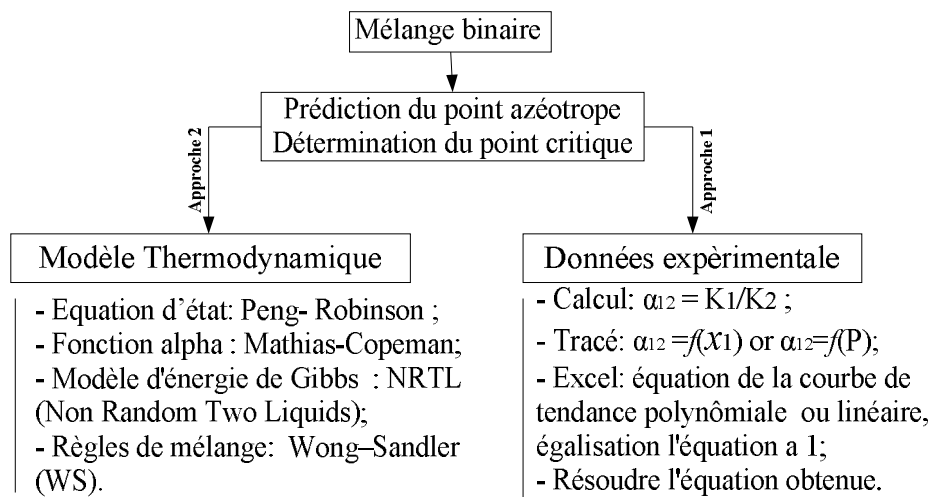 Mélange binaire
Prédiction du point azéotrope
Détermination du point critique
Approche 2
Approche 1
Modèle Thermodynamique
- Equation d'état: Peng- Robinson ;
- Fonction alpha : Mathias-Copeman;
- Modèle d'énergie de Gibbs : NRTL
(Non Random Two Liquids);
- Règles de mélange: Wong–Sandler
(WS).
Données expèrimentale
- Calcul: α12 = K1/K2 ;
- Tracé: α12 =f(x1) or α12=f(P);
- Excel: équation de la courbe de
tendance polynômiale ou linéaire,
égalisation l'équation a 1;
- Résoudre l'équation obtenue.